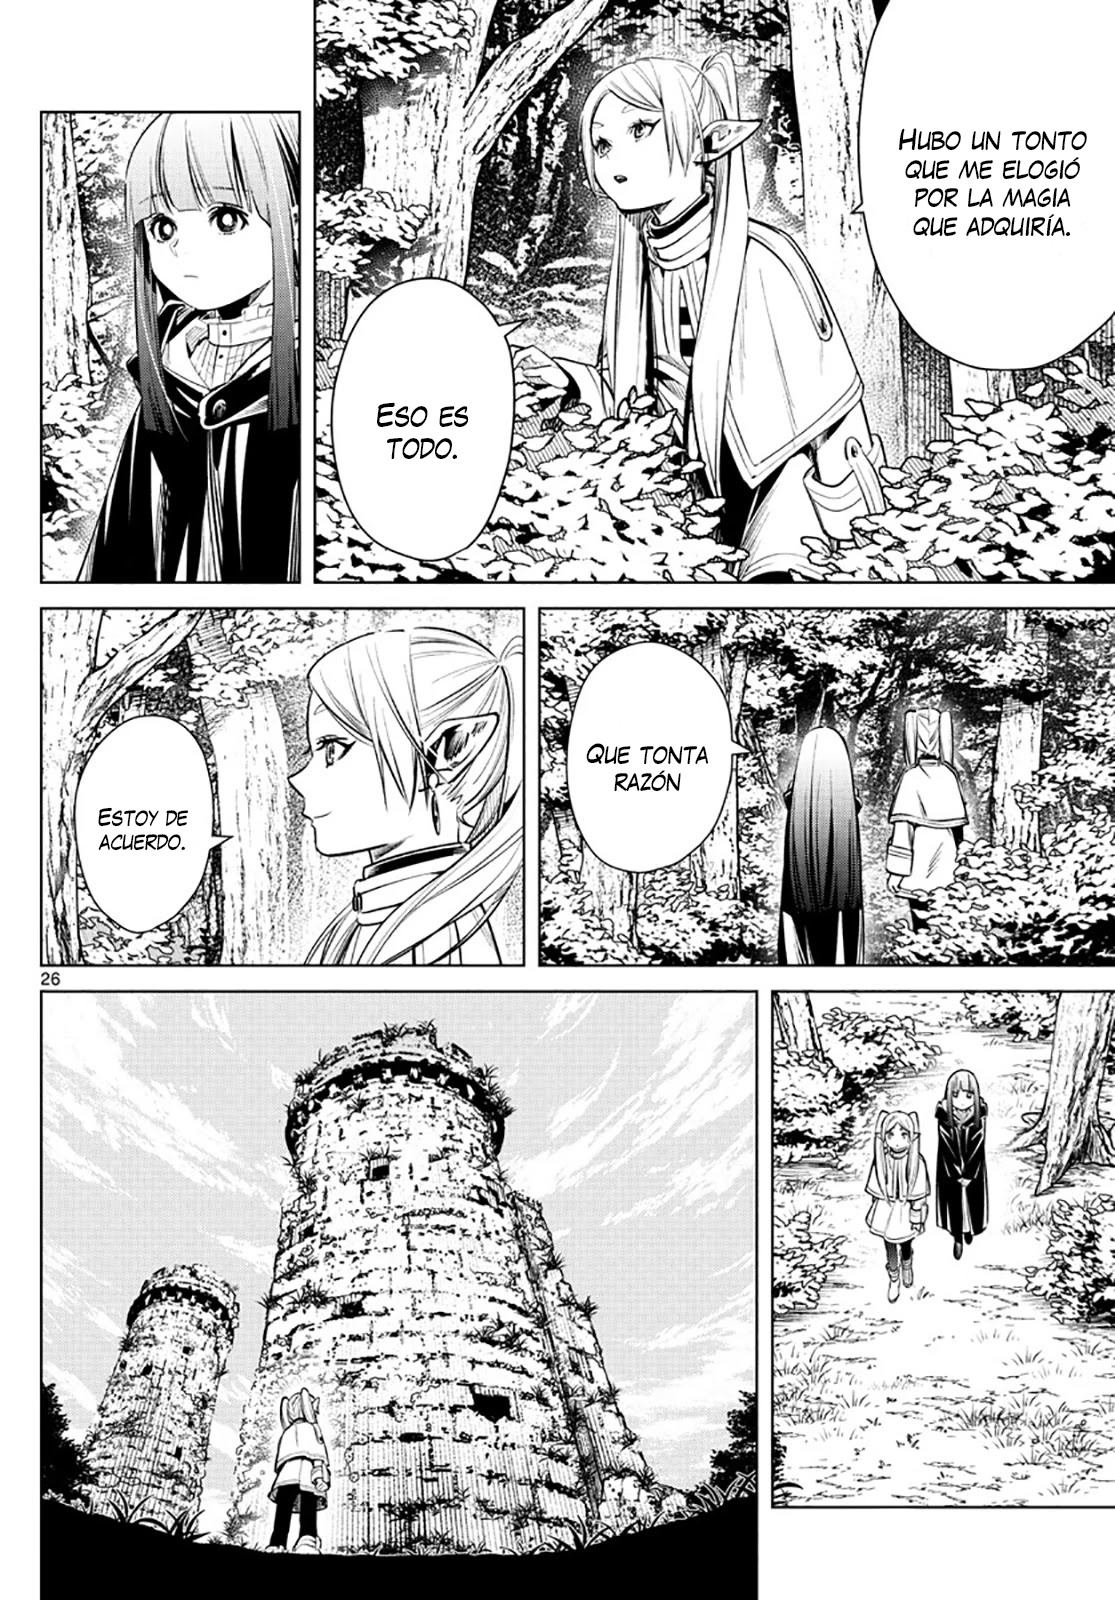 HUBO UN TONTO
QUE ME ELOGIÓ
POR LA MAGIA
QUE ADQUIRÍA.
ESO ES
TODO.
QUE TONTA
RAZÓN
ESTOY DE
ACUERDO.
26